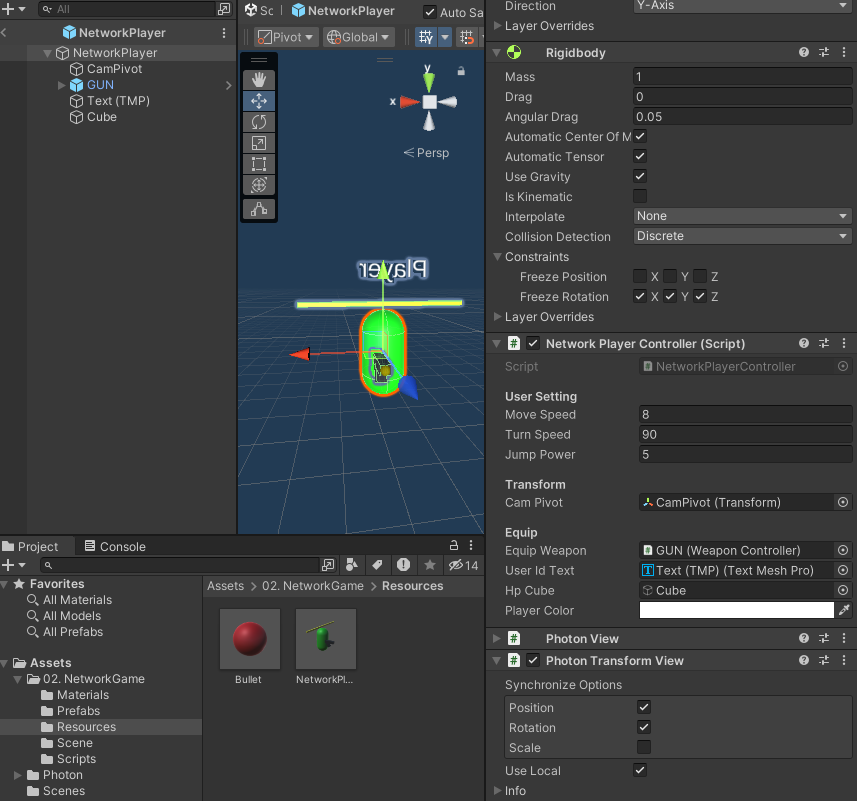 All
NetworkPlayer
NetworkPlayer
CamPivot
GUN
Text (TMP)
Cube
Sc
NetworkPlayer
Auto Sa
Pivot
Global
y
x
Persp
Player
Direction
Y-Axis
Layer Overrides
Rigidbody
Mass
1
Drag
0
Angular Drag
0.05
Automatic Center Of M
Automatic Tensor
Use Gravity
Is Kinematic
Interpolate
None
Collision Detection
Discrete
Constraints
Freeze Position
X Y Z
Freeze Rotation
X Y Z
Layer Overrides
#
Network Player Controller (Script)
Script
NetworkPlayerController
User Setting
Move Speed
8
Turn Speed
90
Jump Power
5
Transform
Cam Pivot
CamPivot (Transform)
Equip
Equip Weapon
GUN (Weapon Controller)
User Id Text
Text (TMP) (Text Mesh Pro)
Hp Cube
Cube
Player Color
#
Photon View
#
Photon Transform View
Synchronize Options
Position
Rotation
Scale
Use Local
Info
Project
Console
14
Favorites
All Materials
All Models
All Prefabs
Assets
02. NetworkGame
Materials
Prefabs
Resources
Scene
Scripts
Photon
Scenes
Assets > 02. NetworkGame > Resources
Bullet
NetworkPl...